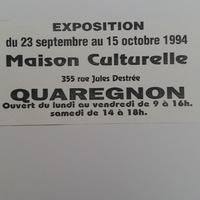 EXPOSITION
du 23 septembre au 15 octobre 1994
Maison Culturelle
355 rue Jules Destrée
QUAREGNON
Ouvert du lundi au vendredi de 9 à 16h.
samedi de 14 à 18h.